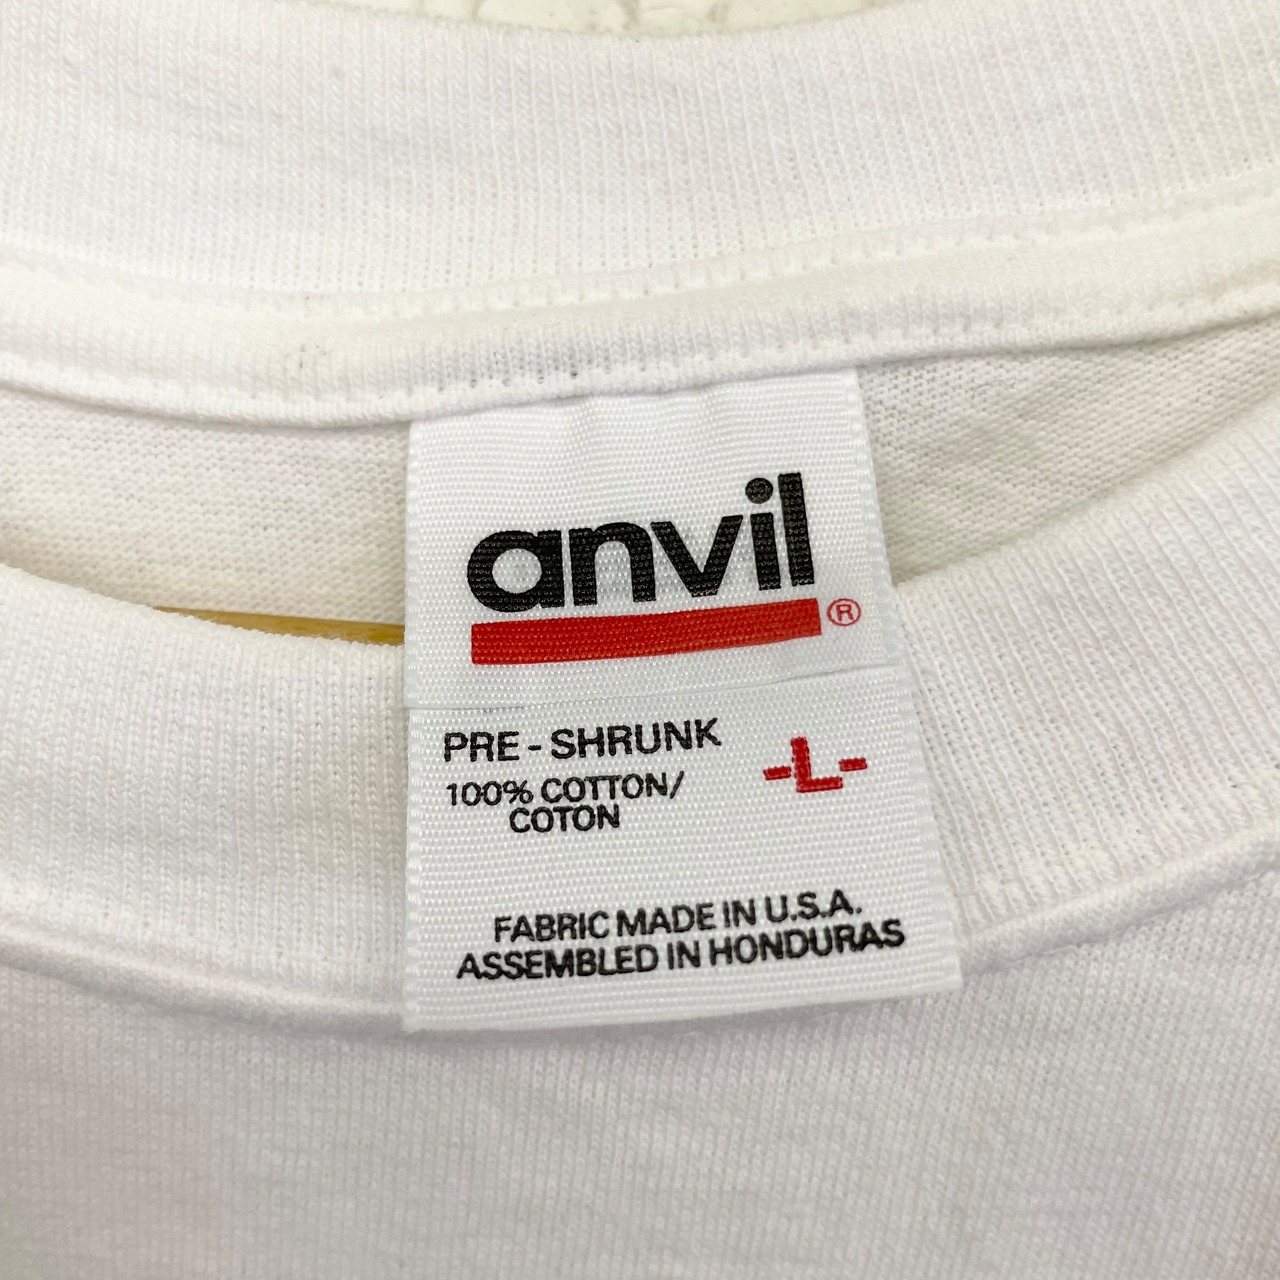 anvil®
PRE - SHRUNK
-L-
100% COTTON/
COTON
FABRIC MADE IN U.S.A.
ASSEMBLED IN HONDURAS